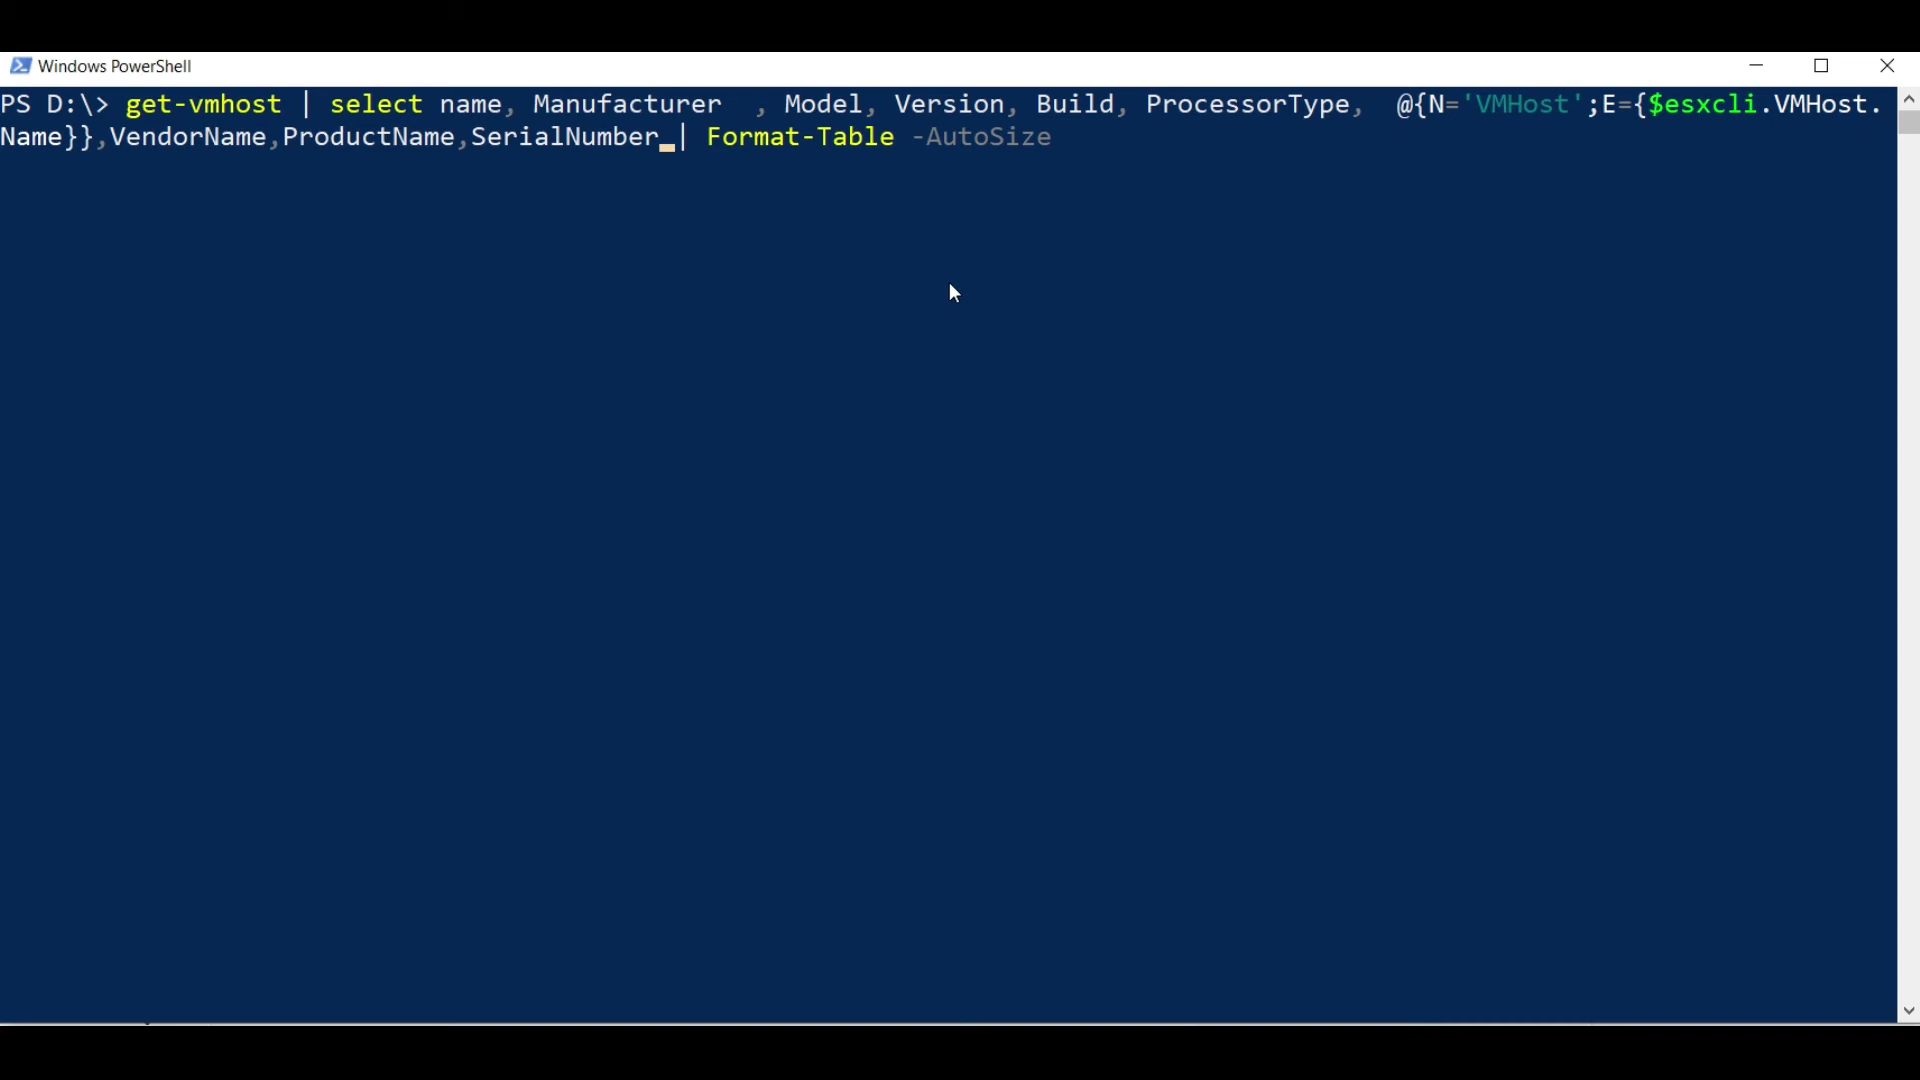 Windows PowerShell
PS D:\> get-vmhost | select name, Manufacturer  , Model, Version, Build, ProcessorType,  @{N='VMHost';E={$esxcli.VMHost.
Name}},VendorName,ProductName,SerialNumber | Format-Table -AutoSize